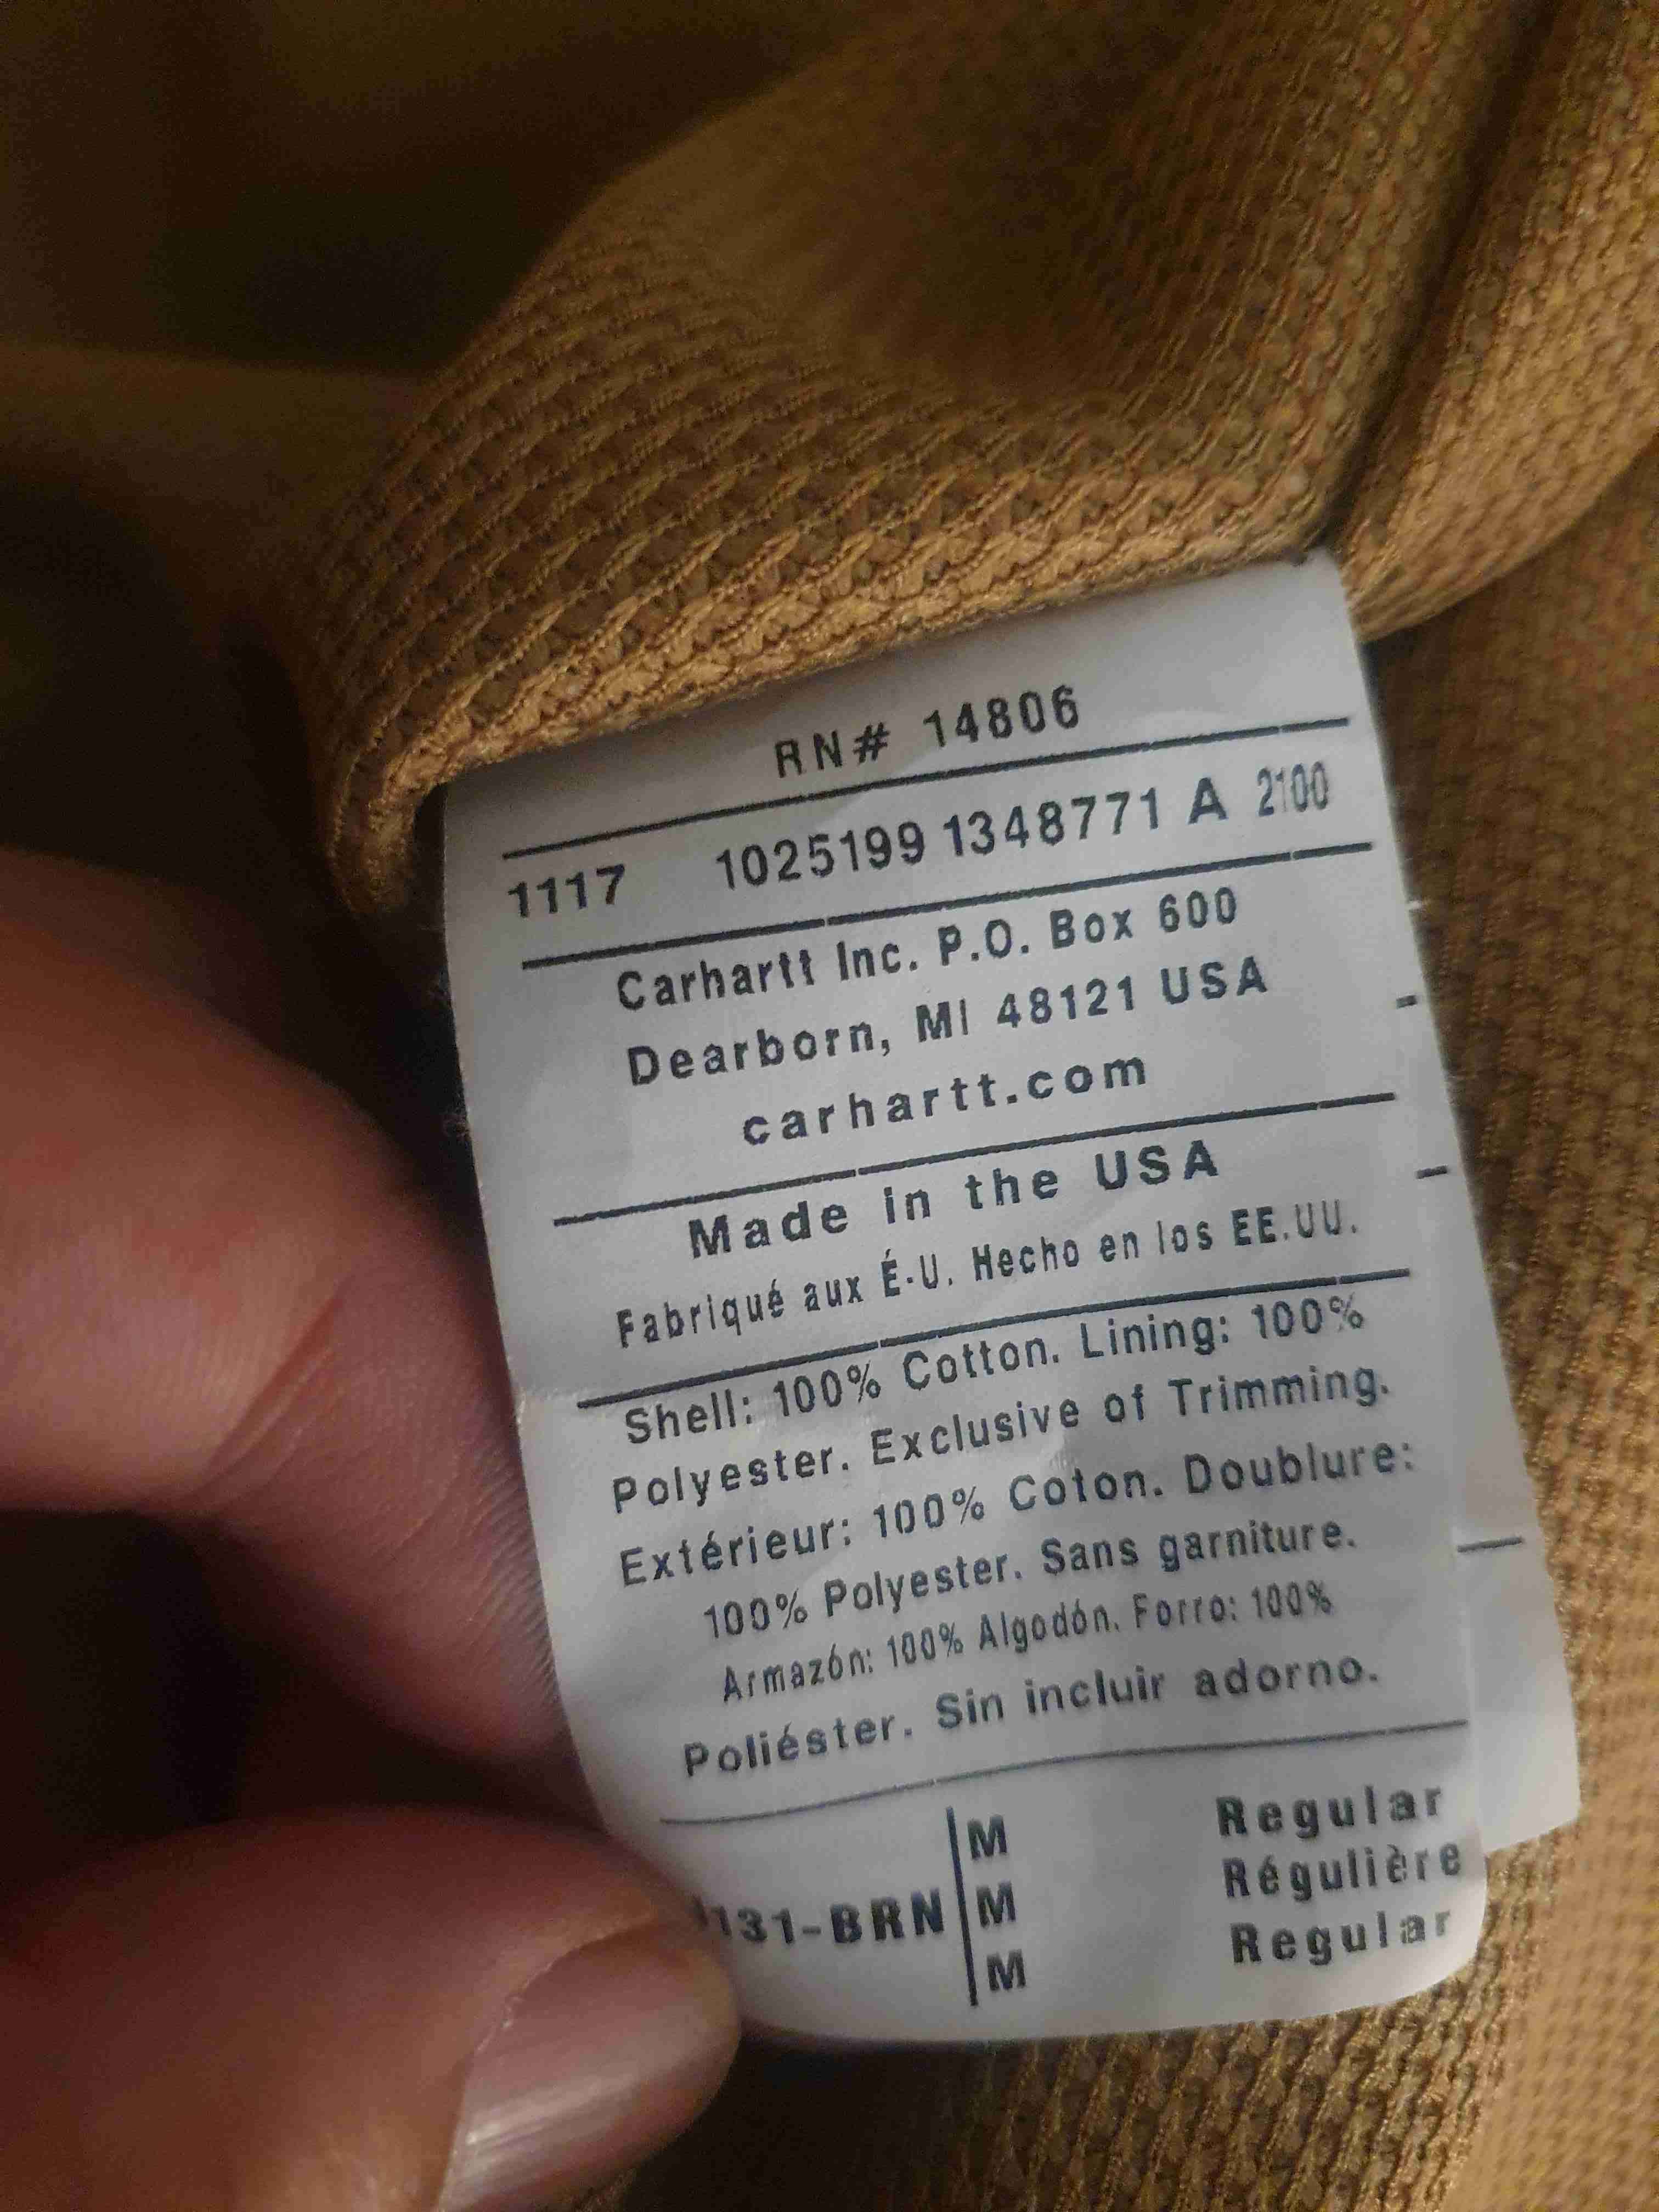 RN# 14806
1117 1025199 1348771 A 2100
Carhartt Inc. P.O. Box 600
Dearborn, MI 48121 USA
carhartt.com
Made in the USA
Fabriqué aux É-U. Hecho en los EE.UU.
Shell: 100% Cotton. Lining: 100%
Polyester. Exclusive of Trimming.
Extérieur: 100% Coton. Doublure:
100% Polyester. Sans garniture.
Armazón: 100% Algodón. Forro: 100%
Poliéster. Sin incluir adorno.
M Regular
131-BRN M Régulière
M Regular